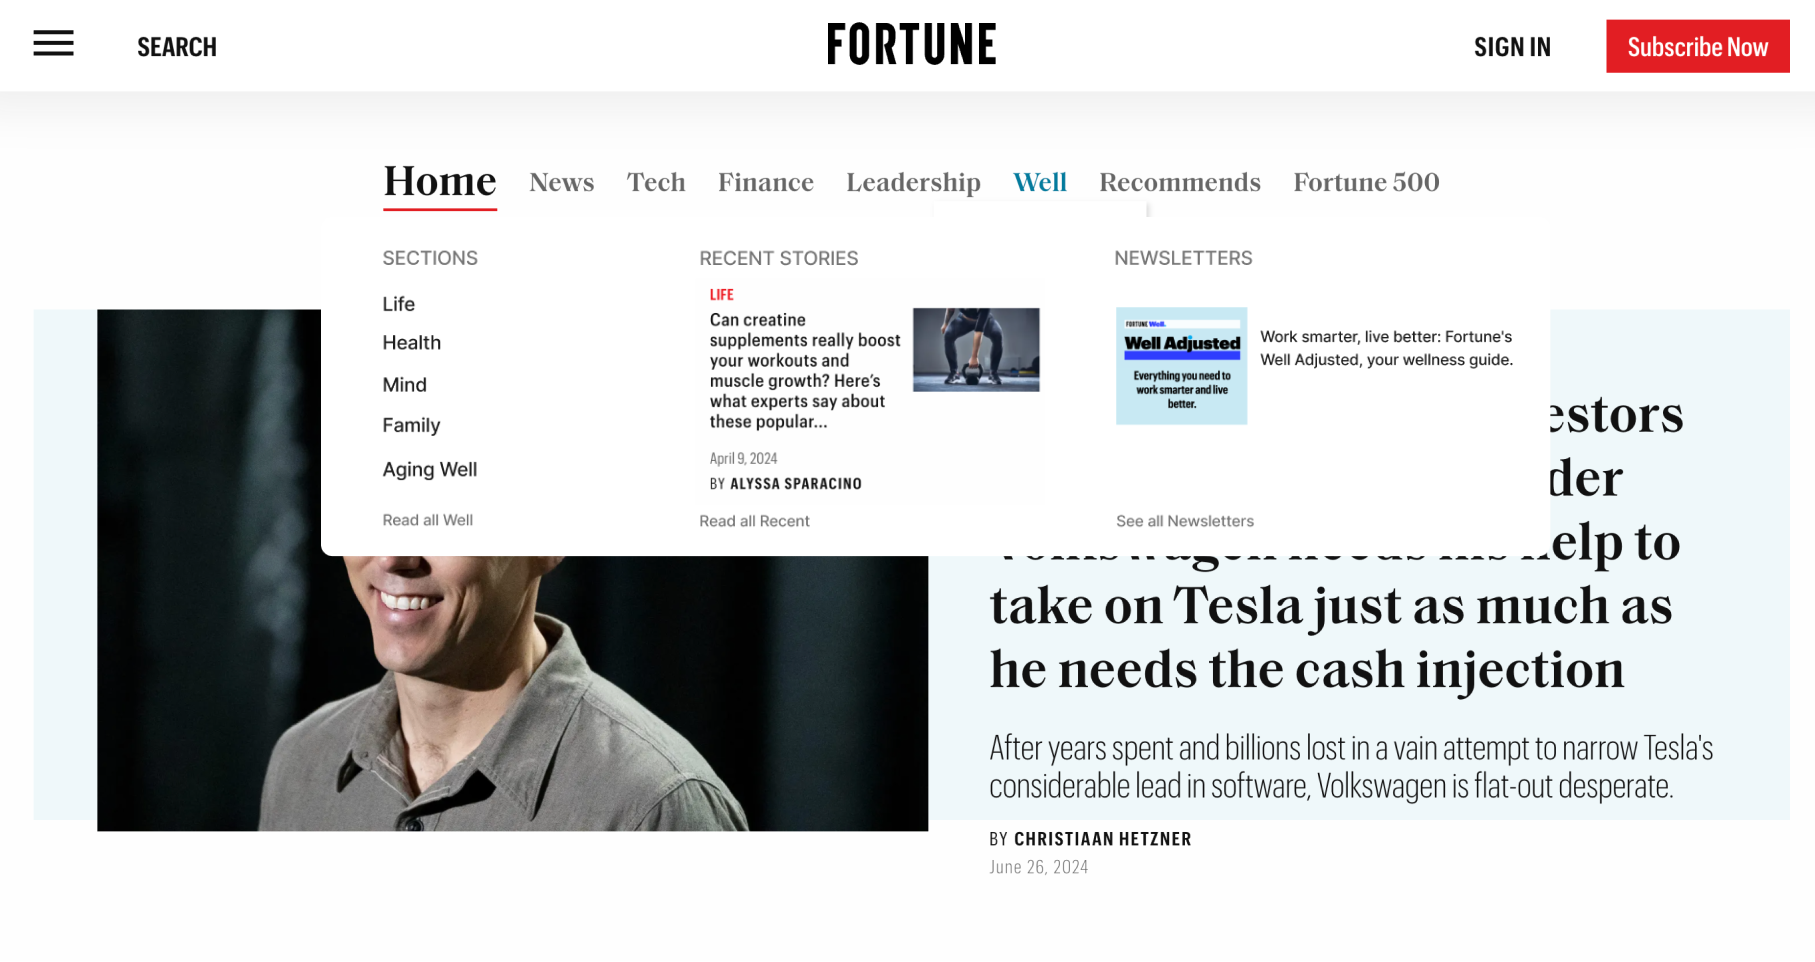 SEARCH
FORTUNE
SIGN IN
Subscribe Now
Home
News
Tech
Finance
Leadership
Well
Recommends
Fortune 500
SECTIONS
Life
Health
Mind
Family
Aging Well
Read all Well
RECENT STORIES
LIFE
Can creatine
supplements really boost
your workouts and
muscle growth? Here's
what experts say about
these popular...
April 9, 2024
BY ALYSSA SPARACINO
Read all Recent
NEWSLETTERS
FORTUNE Well.
Well Adjusted
Everything you need to
work smarter and live
better.
Work smarter, live better: Fortune's
Well Adjusted, your wellness guide.
See all Newsletters
Volkswagen needs his help to
take on Tesla just as much as
he needs the cash injection
After years spent and billions lost in a vain attempt to narrow Tesla's
considerable lead in software, Volkswagen is flat-out desperate.
BY CHRISTIAAN HETZNER
June 26, 2024